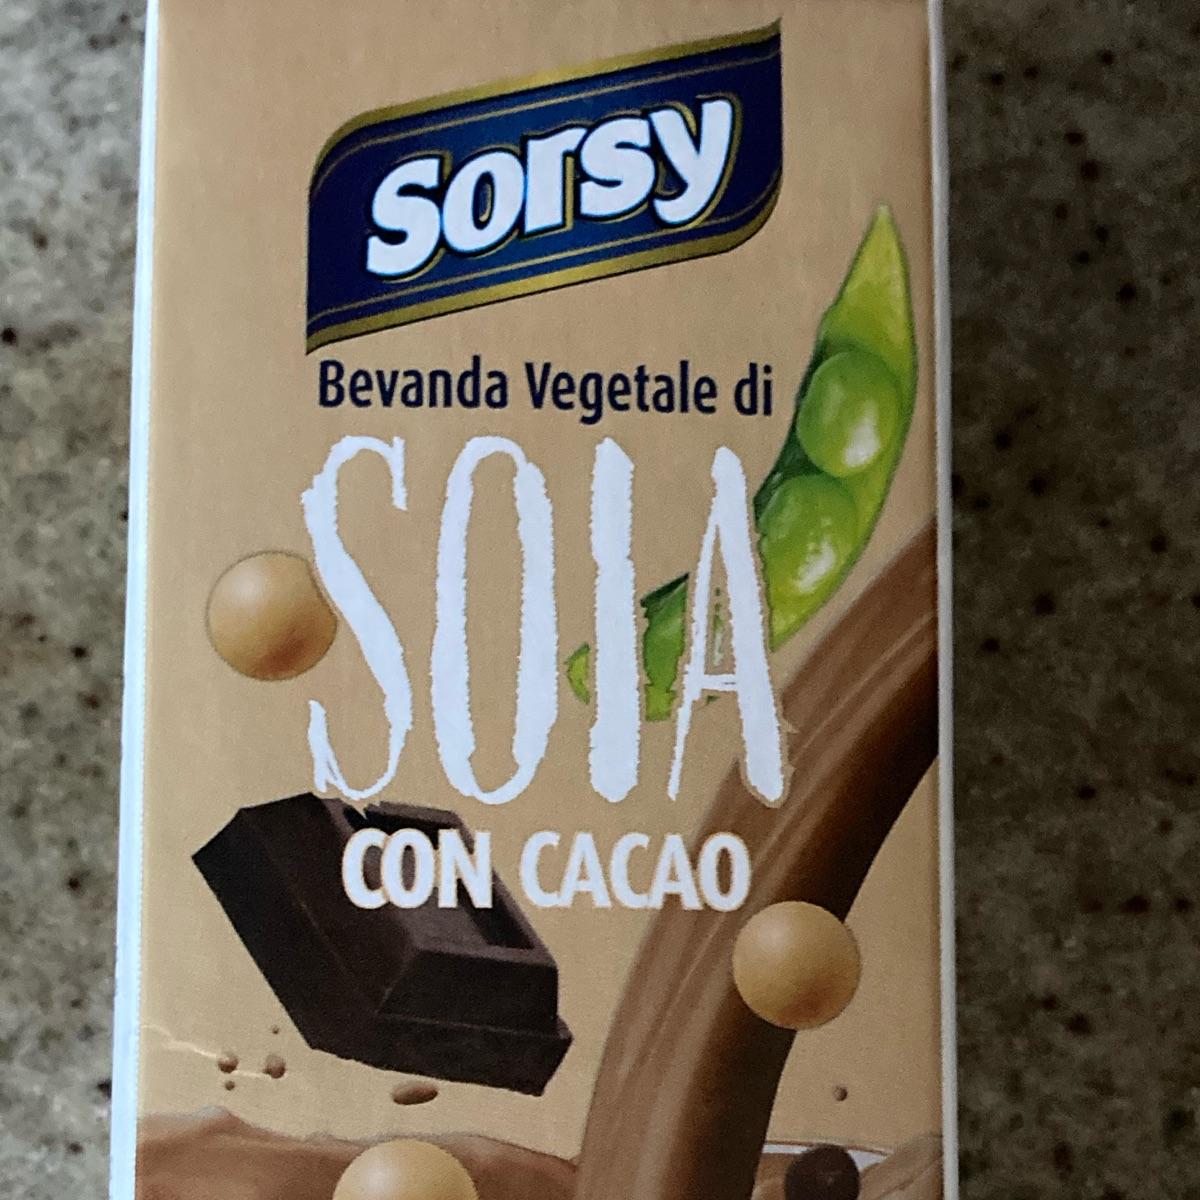 Sorsy
Bevanda Vegetale di
SOIA
CON CACAO